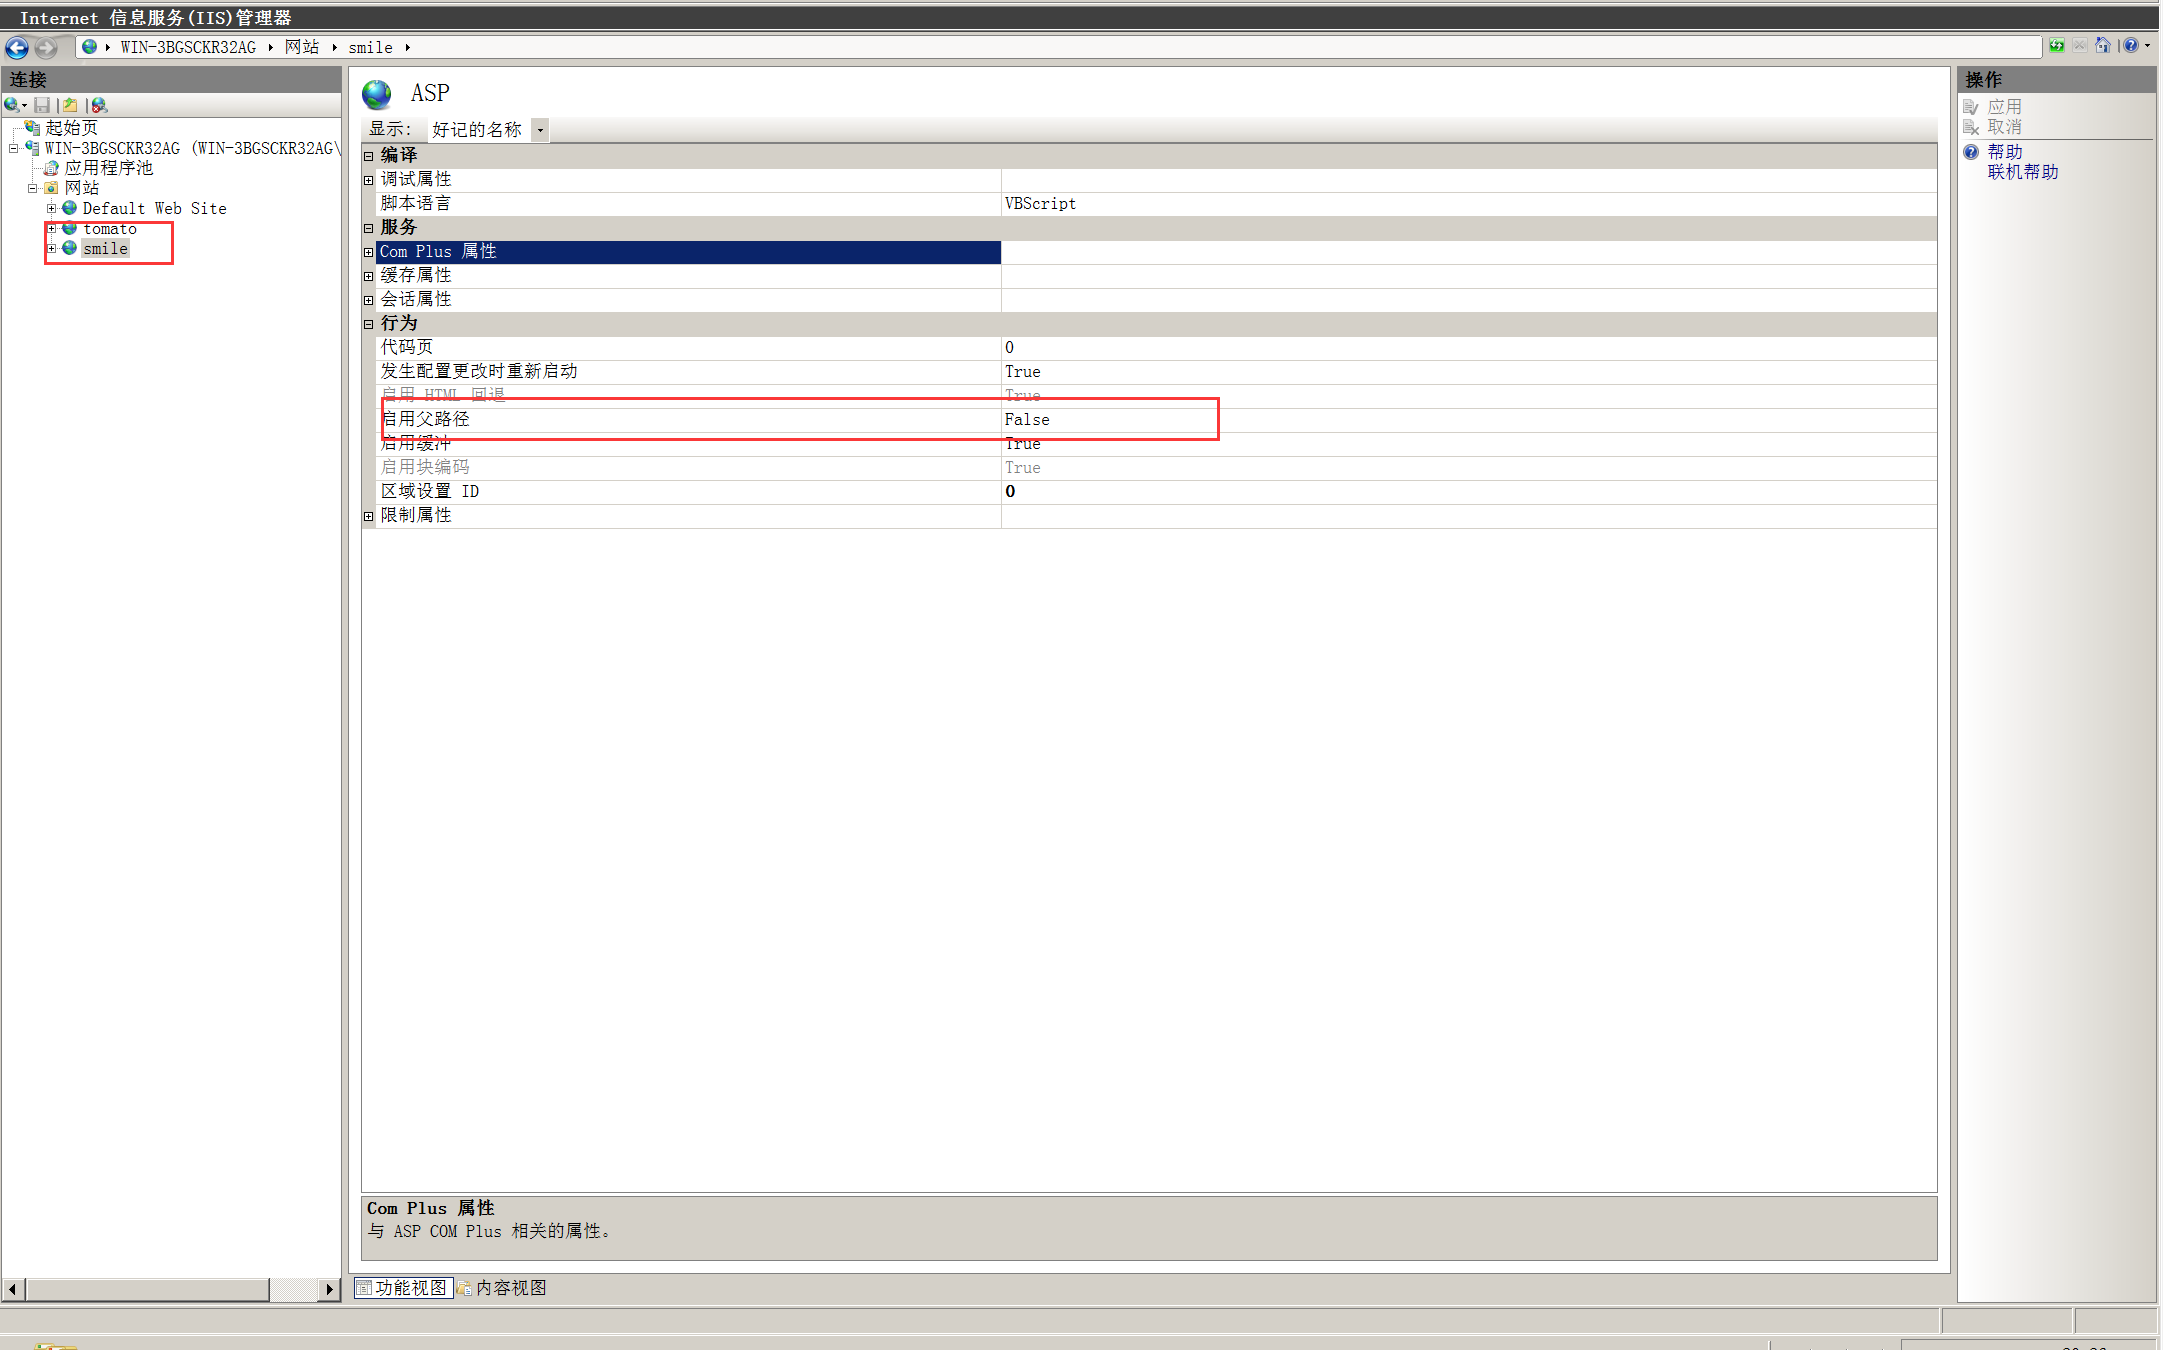 Internet 信息服务(IIS)管理器
WIN-3BGSCKR32AG 网站 smile
连接
起始页
WIN-3BGSCKR32AG (WIN-3BGSCKR32AG\
应用程序池
网站
Default Web Site
tomato
smile
ASP
显示: 好记的名称
编译
调试属性
脚本语言 VBScript
服务
Com Plus 属性
缓存属性
会话属性
行为
代码页 0
发生配置更改时重新启动 True
启用 HTML 回退 True
启用父路径 False
启用缓冲 True
启用块编码 True
区域设置 ID 0
限制属性
Com Plus 属性
与 ASP COM Plus 相关的属性。
功能视图 内容视图
操作
应用
取消
帮助
联机帮助